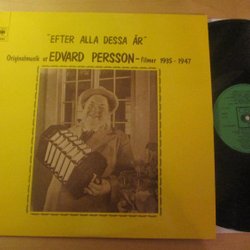 "EFTER ALLA DESSA ÅR"
Originalmusik ur EDVARD PERSSON-filmer 1935-1947